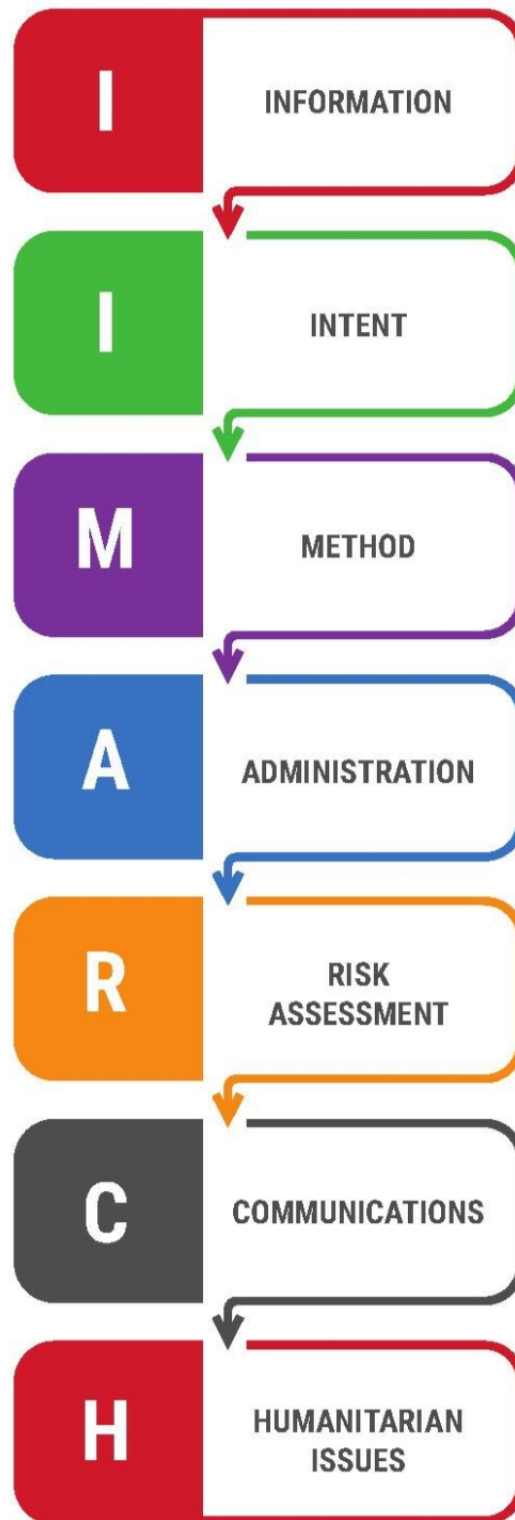 I
INFORMATION
I
INTENT
M
METHOD
A
ADMINISTRATION
R
RISK
ASSESSMENT
C
COMMUNICATIONS
H
HUMANITARIAN
ISSUES